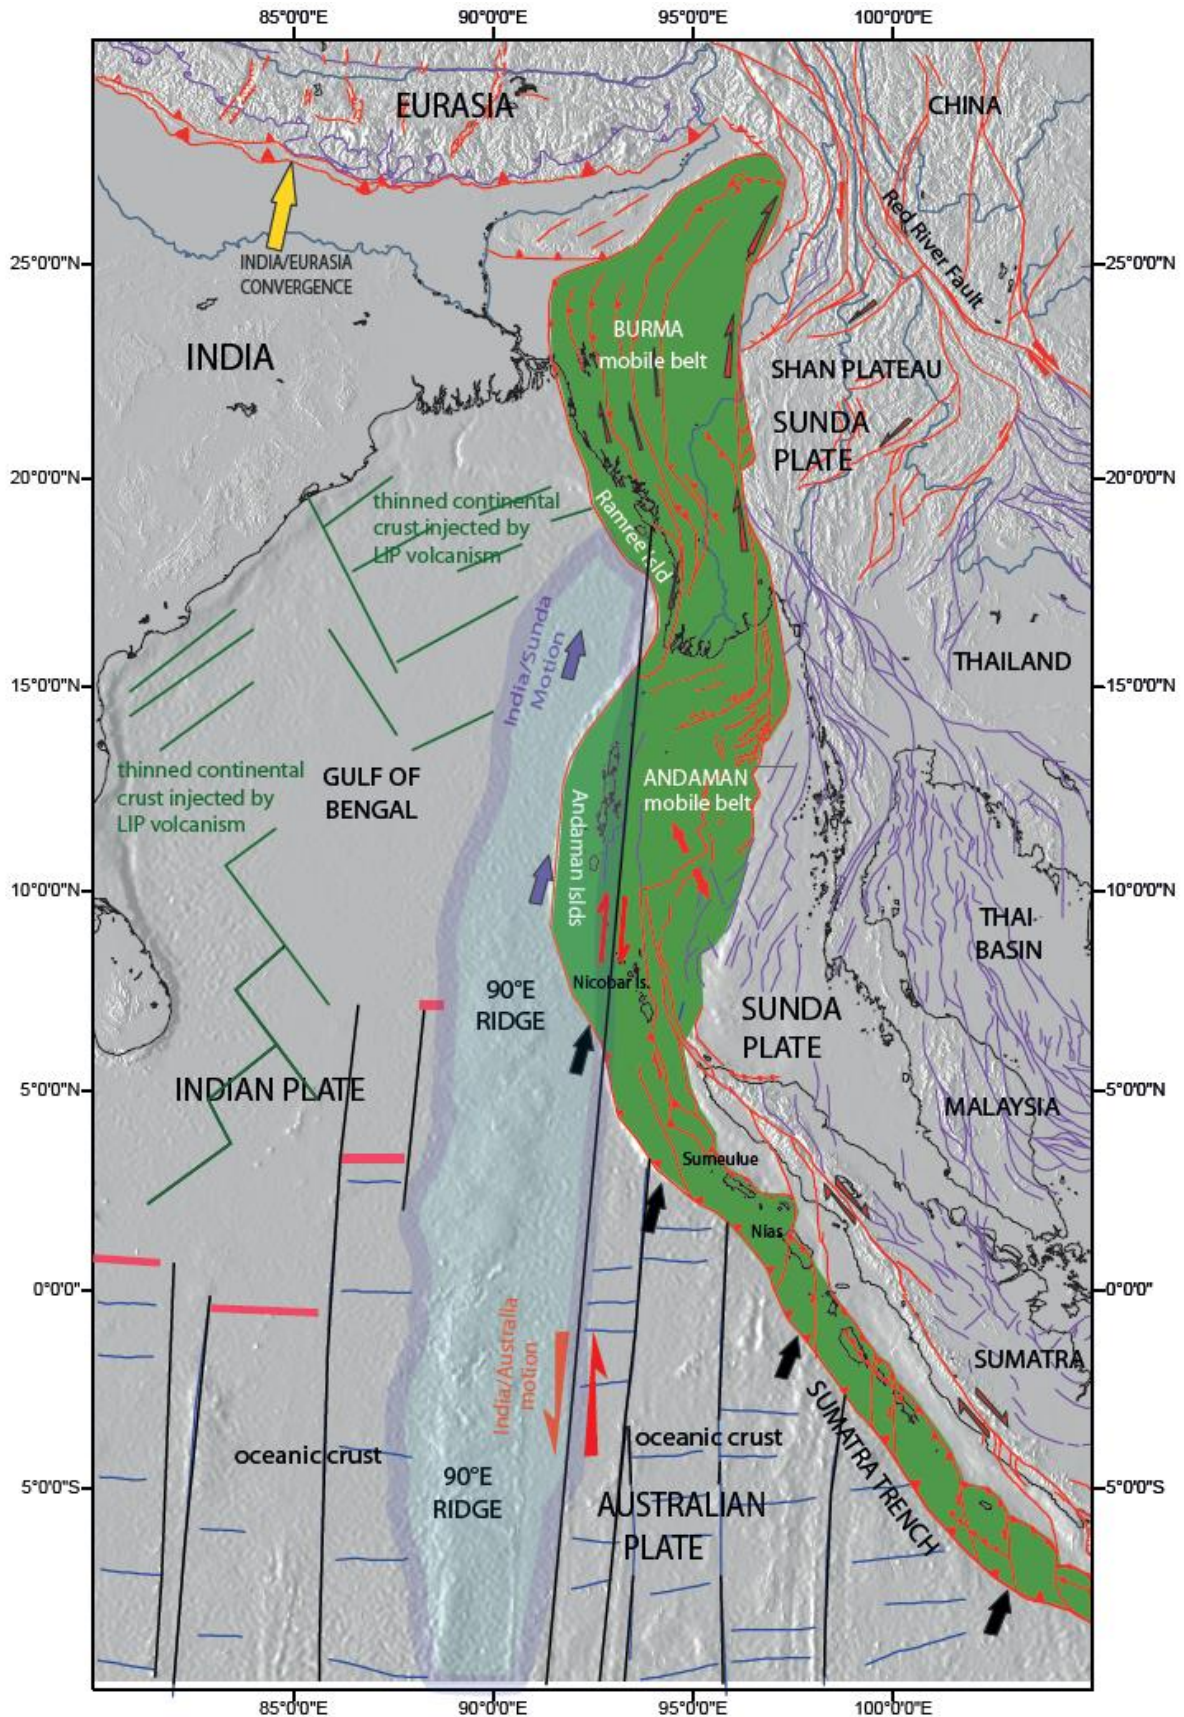 85°0'0"E
90°0'0"E
95°0'0"E
100°0'0"E
EURASIA
CHINA
Red River Fault
25°0'0"N
INDIA/EURASIA
CONVERGENCE
25°0'0"N
BURMA
mobile belt
INDIA
SHAN PLATEAU
SUNDA
PLATE
20°0'0"N
20°0'0"N
thinned continental
crust injected by
LIP volcanism
Ramree Isld
India/Sunda
Motion
THAILAND
15°0'0"N
15°0'0"N
thinned continental
crust injected by
LIP volcanism
GULF OF
BENGAL
ANDAMAN
mobile belt
Andaman Islds
10°0'0"N
10°0'0"N
THAI
BASIN
90°E
RIDGE
Nicobar Is.
SUNDA
PLATE
5°0'0"N
INDIAN PLATE
5°0'0"N
MALAYSIA
Sumeulue
Nias
0°0'0"
0°0'0"
India/Australia
motion
SUMATRA
SUMATRA TRENCH
oceanic crust
oceanic crust
5°0'0"S
90°E
RIDGE
AUSTRALIAN
PLATE
5°0'0"S
85°0'0"E
90°0'0"E
95°0'0"E
100°0'0"E